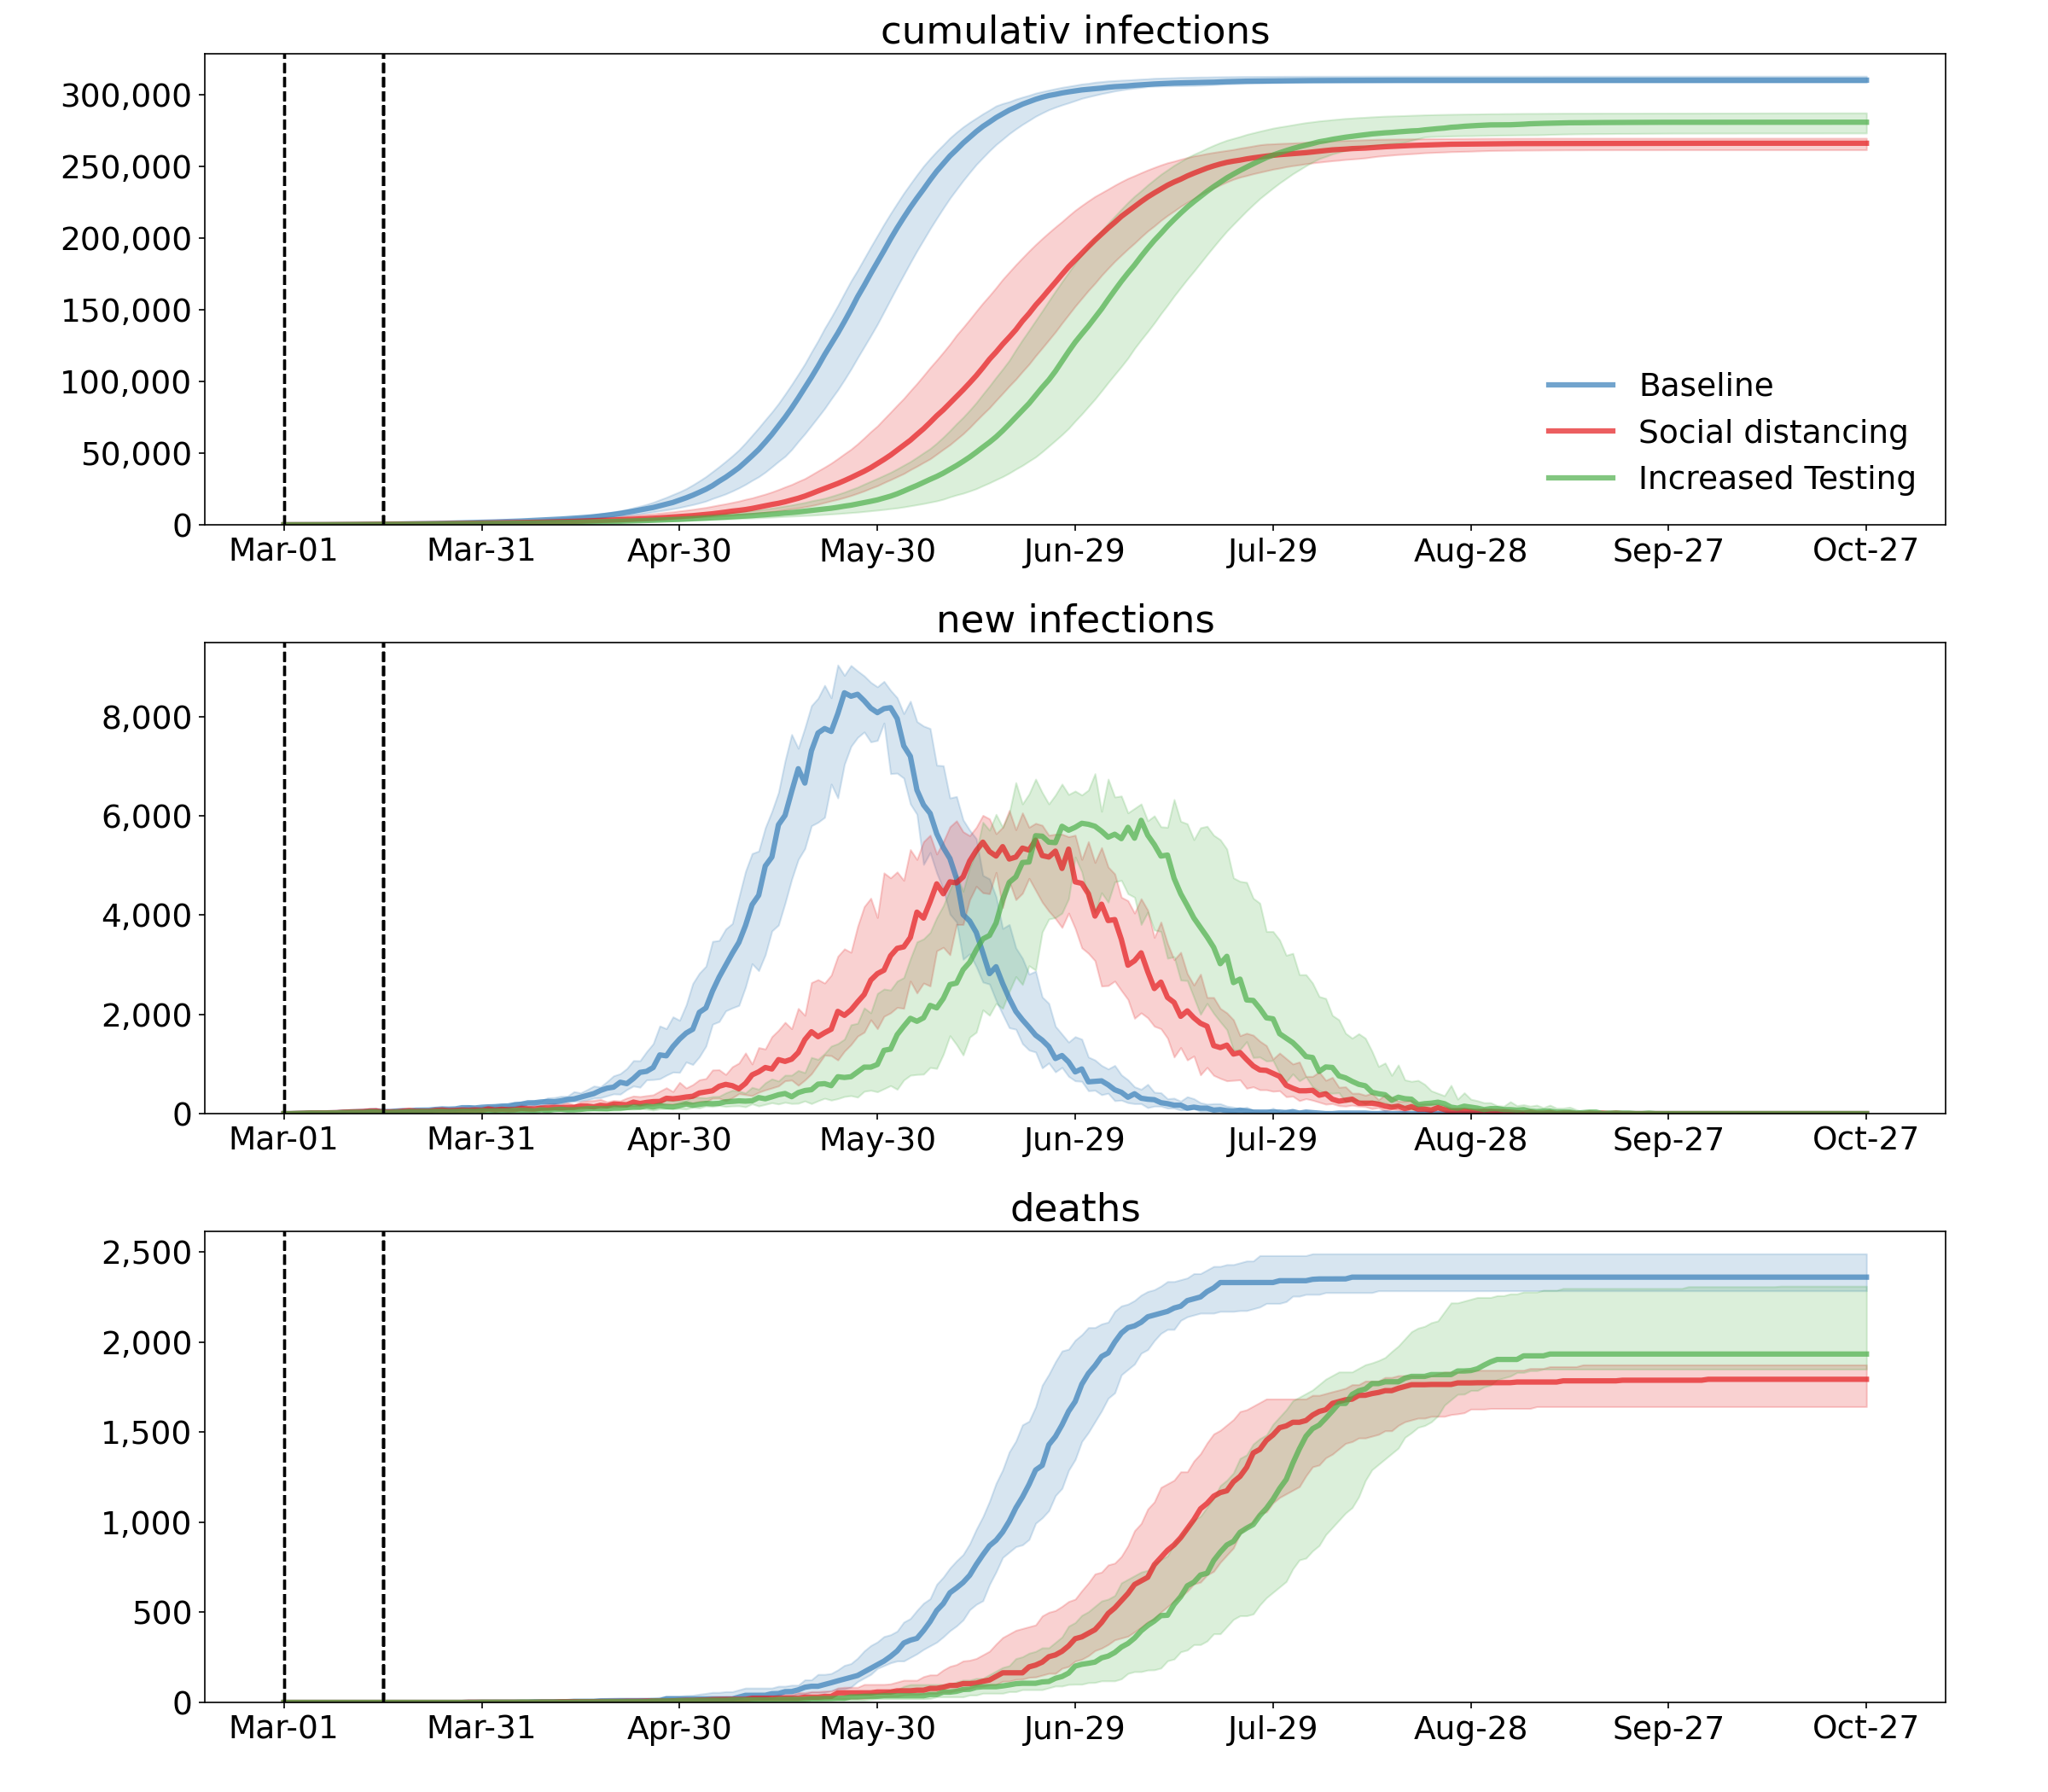 cumulativ infections
300,000
250,000
200,000
150,000
100,000
50,000
0
Baseline
Social distancing
Increased Testing
Mar-01 Mar-31 Apr-30 May-30 Jun-29 Jul-29 Aug-28 Sep-27 Oct-27
new infections
8,000
6,000
4,000
2,000
0
Mar-01 Mar-31 Apr-30 May-30 Jun-29 Jul-29 Aug-28 Sep-27 Oct-27
deaths
2,500
2,000
1,500
1,000
500
0
Mar-01 Mar-31 Apr-30 May-30 Jun-29 Jul-29 Aug-28 Sep-27 Oct-27